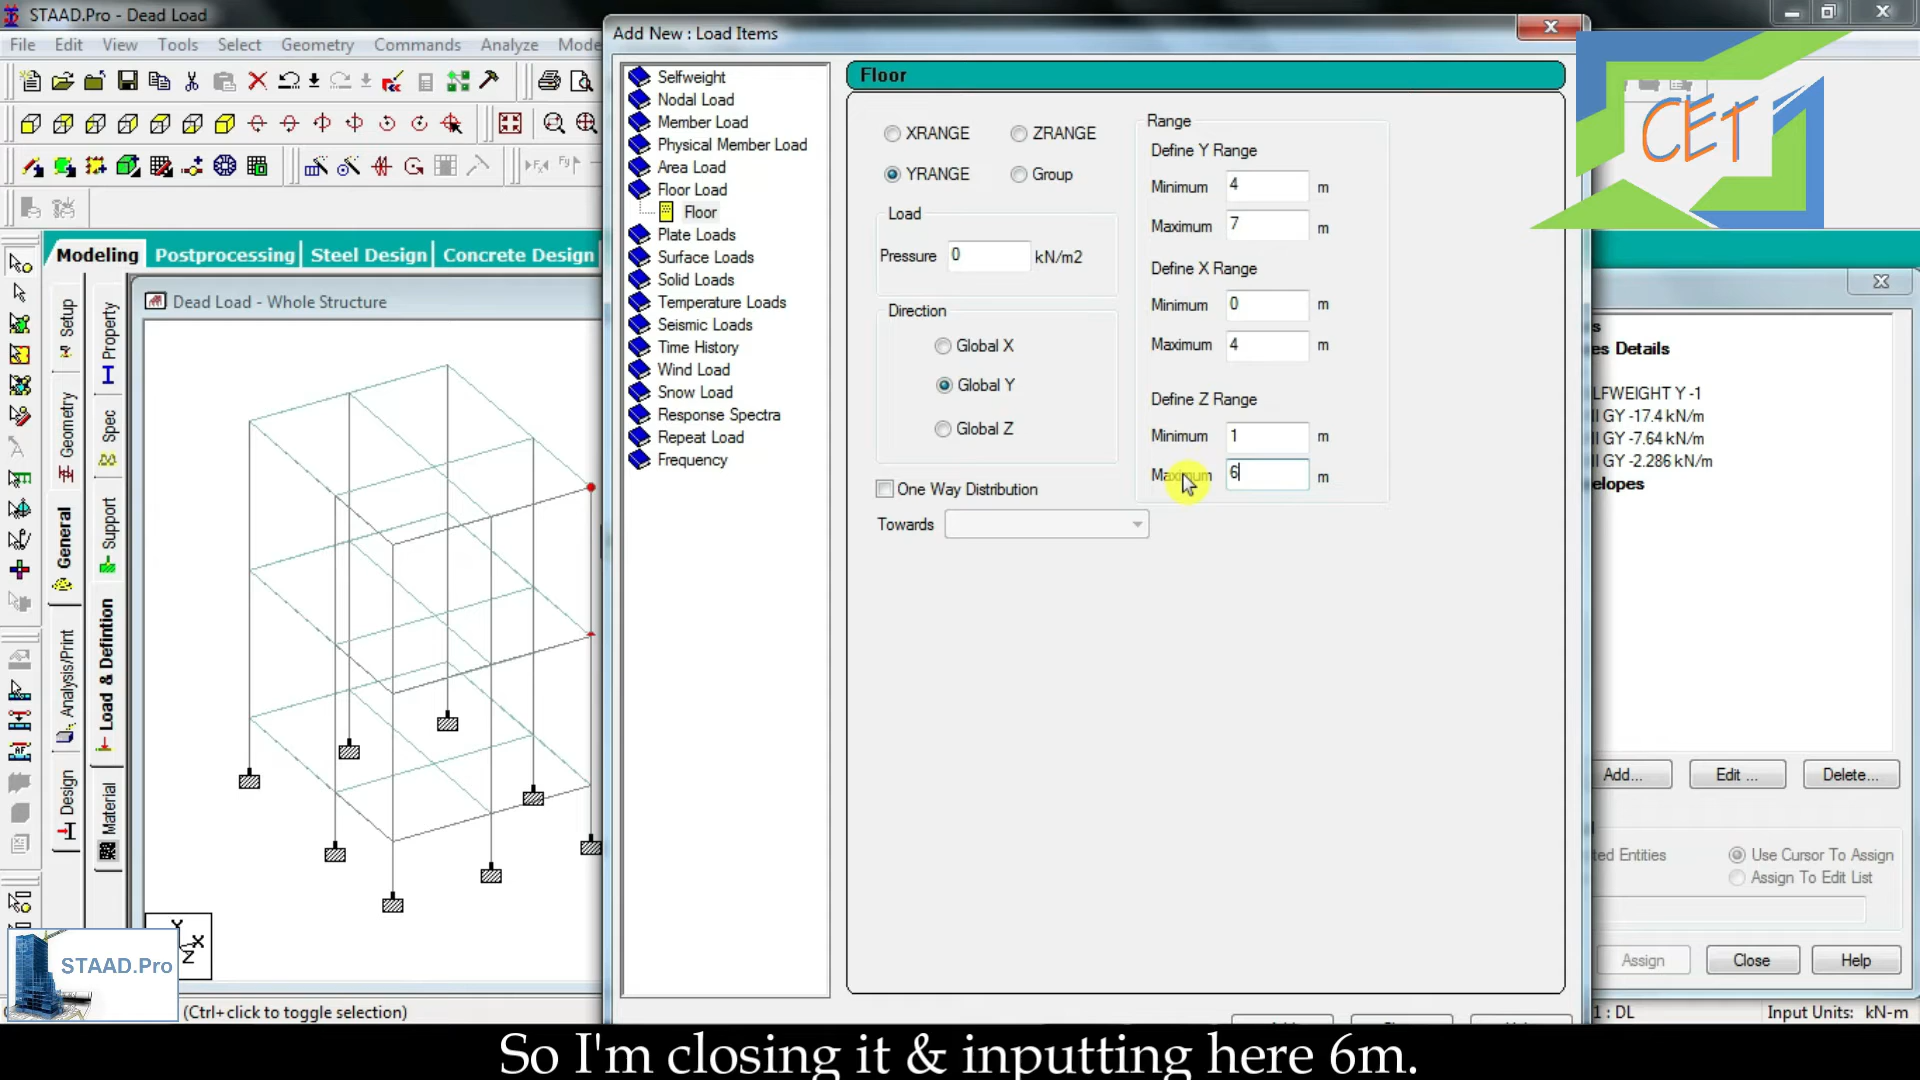 STAAD.Pro - Dead Load
File Edit View Tools Select Geometry Commands Analyze Mode
Add New : Load Items
Selfweight
Nodal Load
Member Load
Physical Member Load
Area Load
Floor Load
Floor
Plate Loads
Surface Loads
Solid Loads
Temperature Loads
Seismic Loads
Time History
Wind Load
Snow Load
Response Spectra
Repeat Load
Frequency
Floor
XRANGE ZRANGE
YRANGE Group
Load
Pressure 0 kN/m2
Direction
Global X
Global Y
Global Z
One Way Distribution
Towards
Range
Define Y Range
Minimum 4 m
Maximum 7 m
Define X Range
Minimum 0 m
Maximum 4 m
Define Z Range
Minimum 1 m
Maximum 6 m
CET
Modeling Postprocessing Steel Design Concrete Design
Dead Load - Whole Structure
Setup
Geometry
General
Analysis/Print
Design
Property
Spec
Support
Load & Definition
Material
es Details
LFWEIGHT Y -1
GY -17.4 kN/m
GY -7.64 kN/m
GY -2.286 kN/m
elopes
Add... Edit ... Delete...
ted Entities
Use Cursor To Assign
Assign To Edit List
Assign Close Help
Y
X
Z
STAAD.Pro
(Ctrl+click to toggle selection)
1 : DL Input Units: kN-m
So I'm closing it & inputting here 6m.